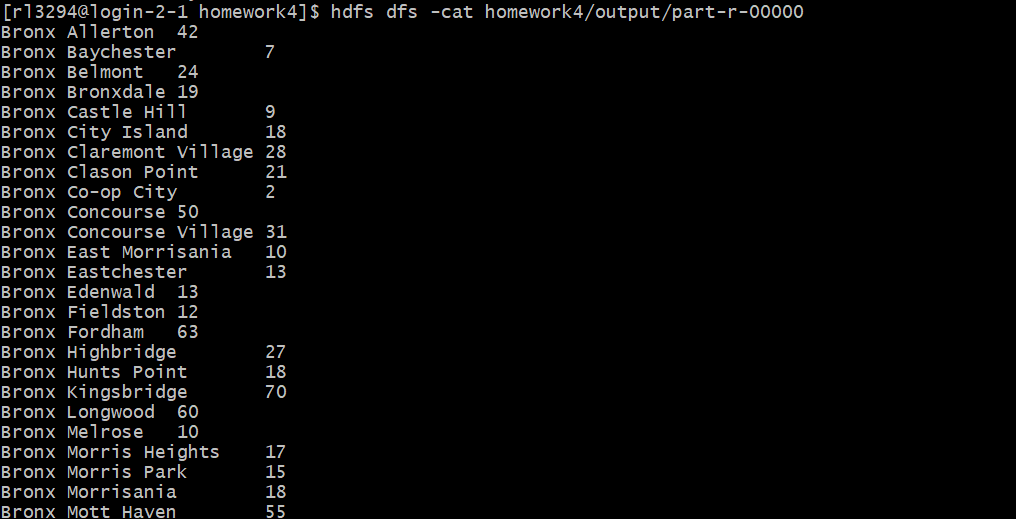 [rl3294@login-2-1 homework4]$ hdfs dfs -cat homework4/output/part-r-00000
Bronx Allerton  42
Bronx Baychester        7
Bronx Belmont   24
Bronx Bronxdale 19
Bronx Castle Hill       9
Bronx City Island       18
Bronx Claremont Village 28
Bronx Clason Point      21
Bronx Co-op City        2
Bronx Concourse 50
Bronx Concourse Village 31
Bronx East Morrisania   10
Bronx Eastchester       13
Bronx Edenwald  13
Bronx Fieldston 12
Bronx Fordham   63
Bronx Highbridge        27
Bronx Hunts Point       18
Bronx Kingsbridge       70
Bronx Longwood  60
Bronx Melrose   10
Bronx Morris Heights    17
Bronx Morris Park       15
Bronx Morrisania        18
Bronx Mott Haven        55